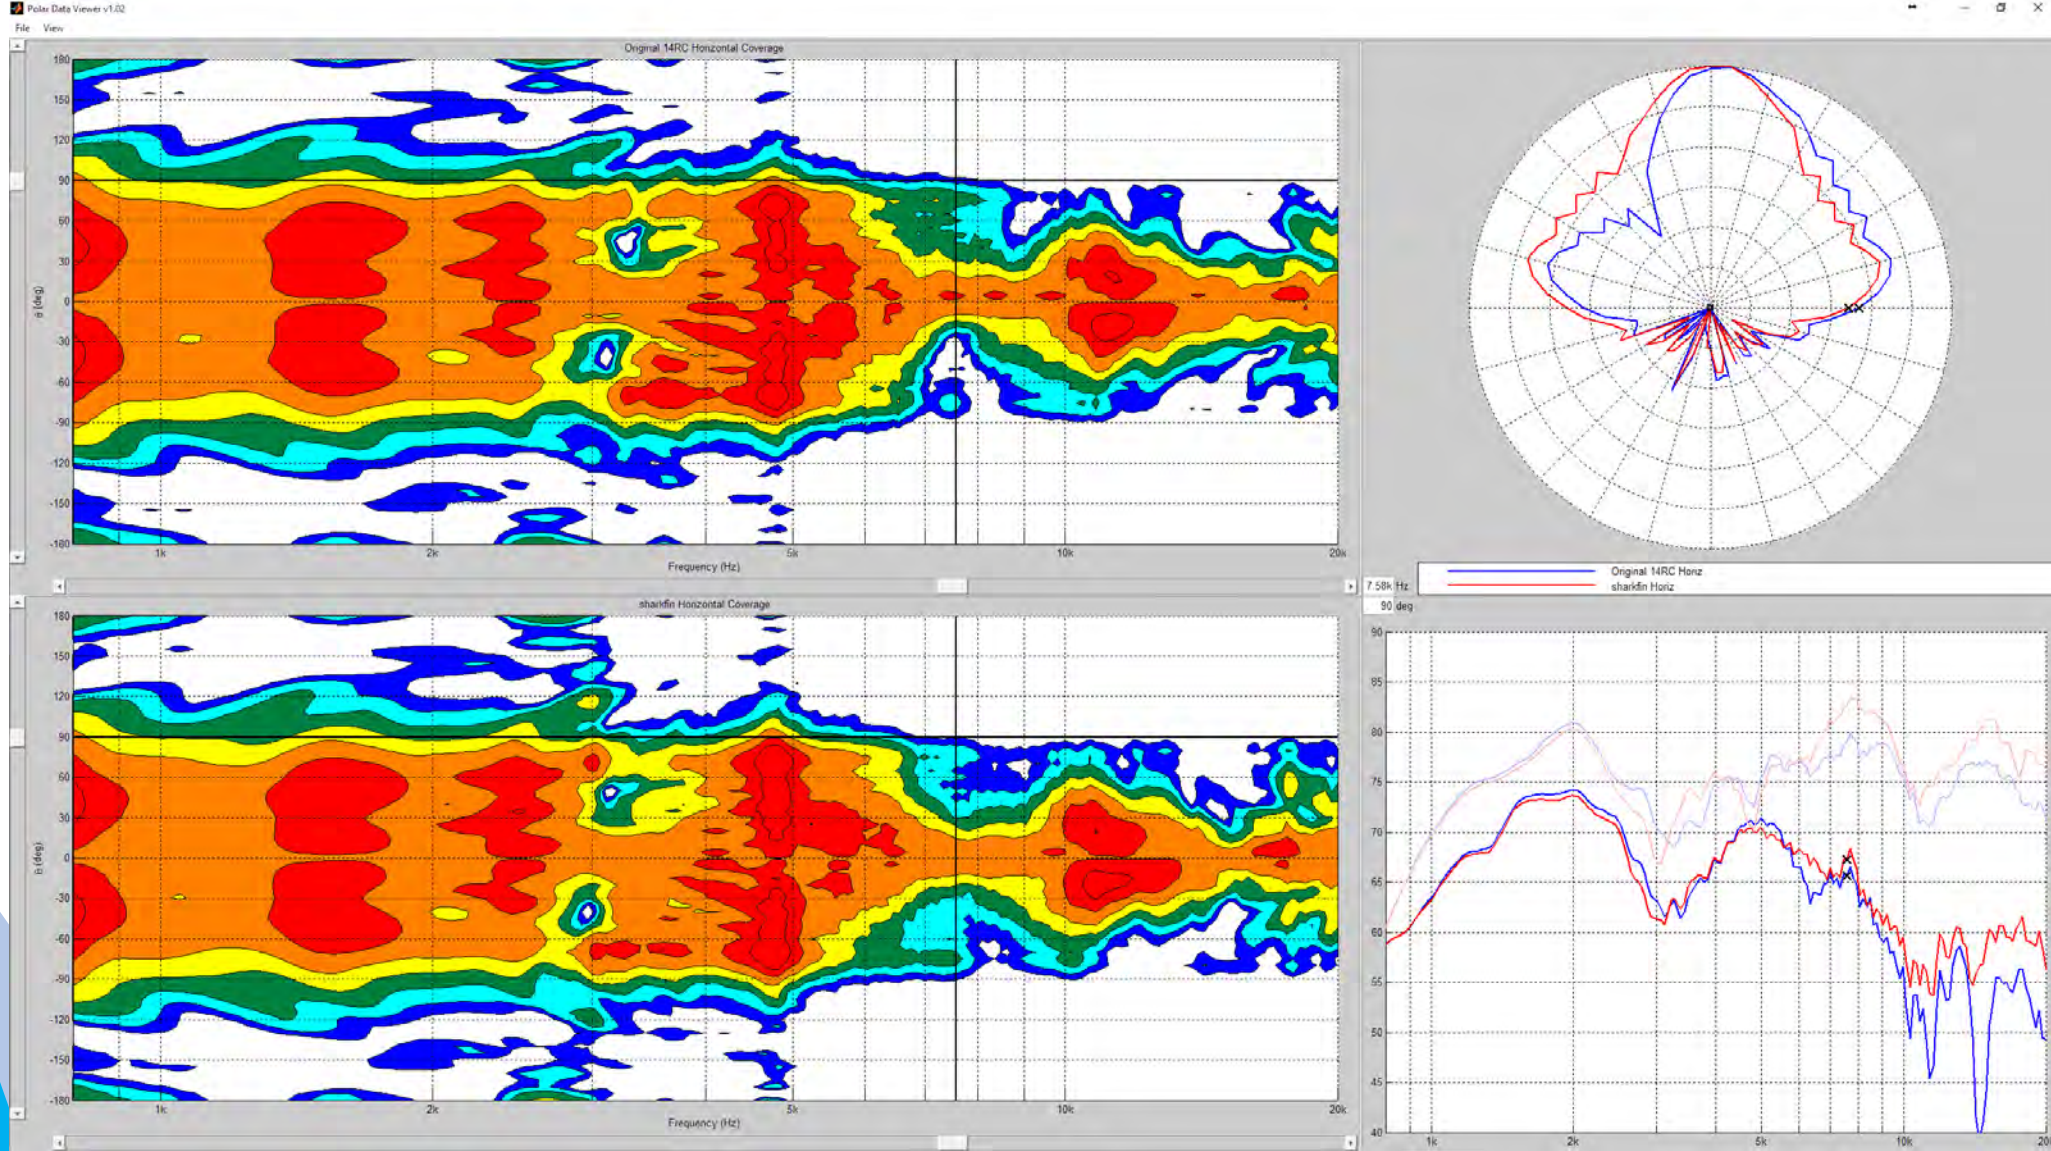 Polar Data Viewer v1.02
File View
Original 14RC Horizontal Coverage
180
150
120
90
60
30
0
-30
-60
-90
-120
-150
-180
θ (deg)
1k 2k 5k 10k 20k
Frequency (Hz)
sharkfin Horizontal Coverage
180
150
120
90
60
30
0
-30
-60
-90
-120
-150
-180
θ (deg)
1k 2k 5k 10k 20k
Frequency (Hz)
Original 14RC Horiz
sharkfin Horiz
7.58k Hz
90 deg
90
85
80
75
70
65
60
55
50
45
40
1k 2k 5k 10k